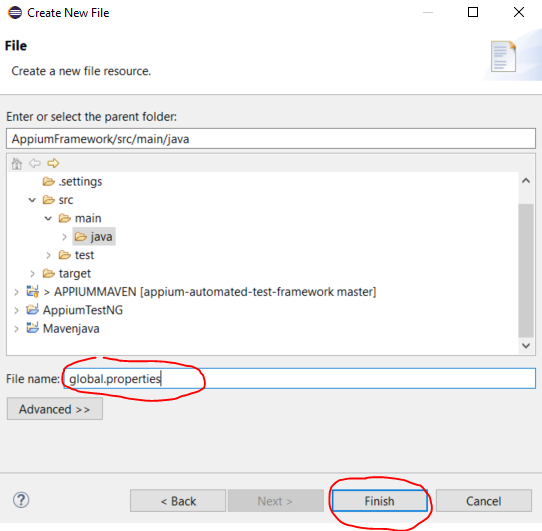 Create New File
File
Create a new file resource.
Enter or select the parent folder:
AppiumFramework/src/main/java
.settings
src
main
java
test
target
> APPIUMMAVEN [appium-automated-test-framework master]
AppiumTestNG
Mavenjava
File name: global.properties
Advanced >>
?
< Back Next > Finish Cancel